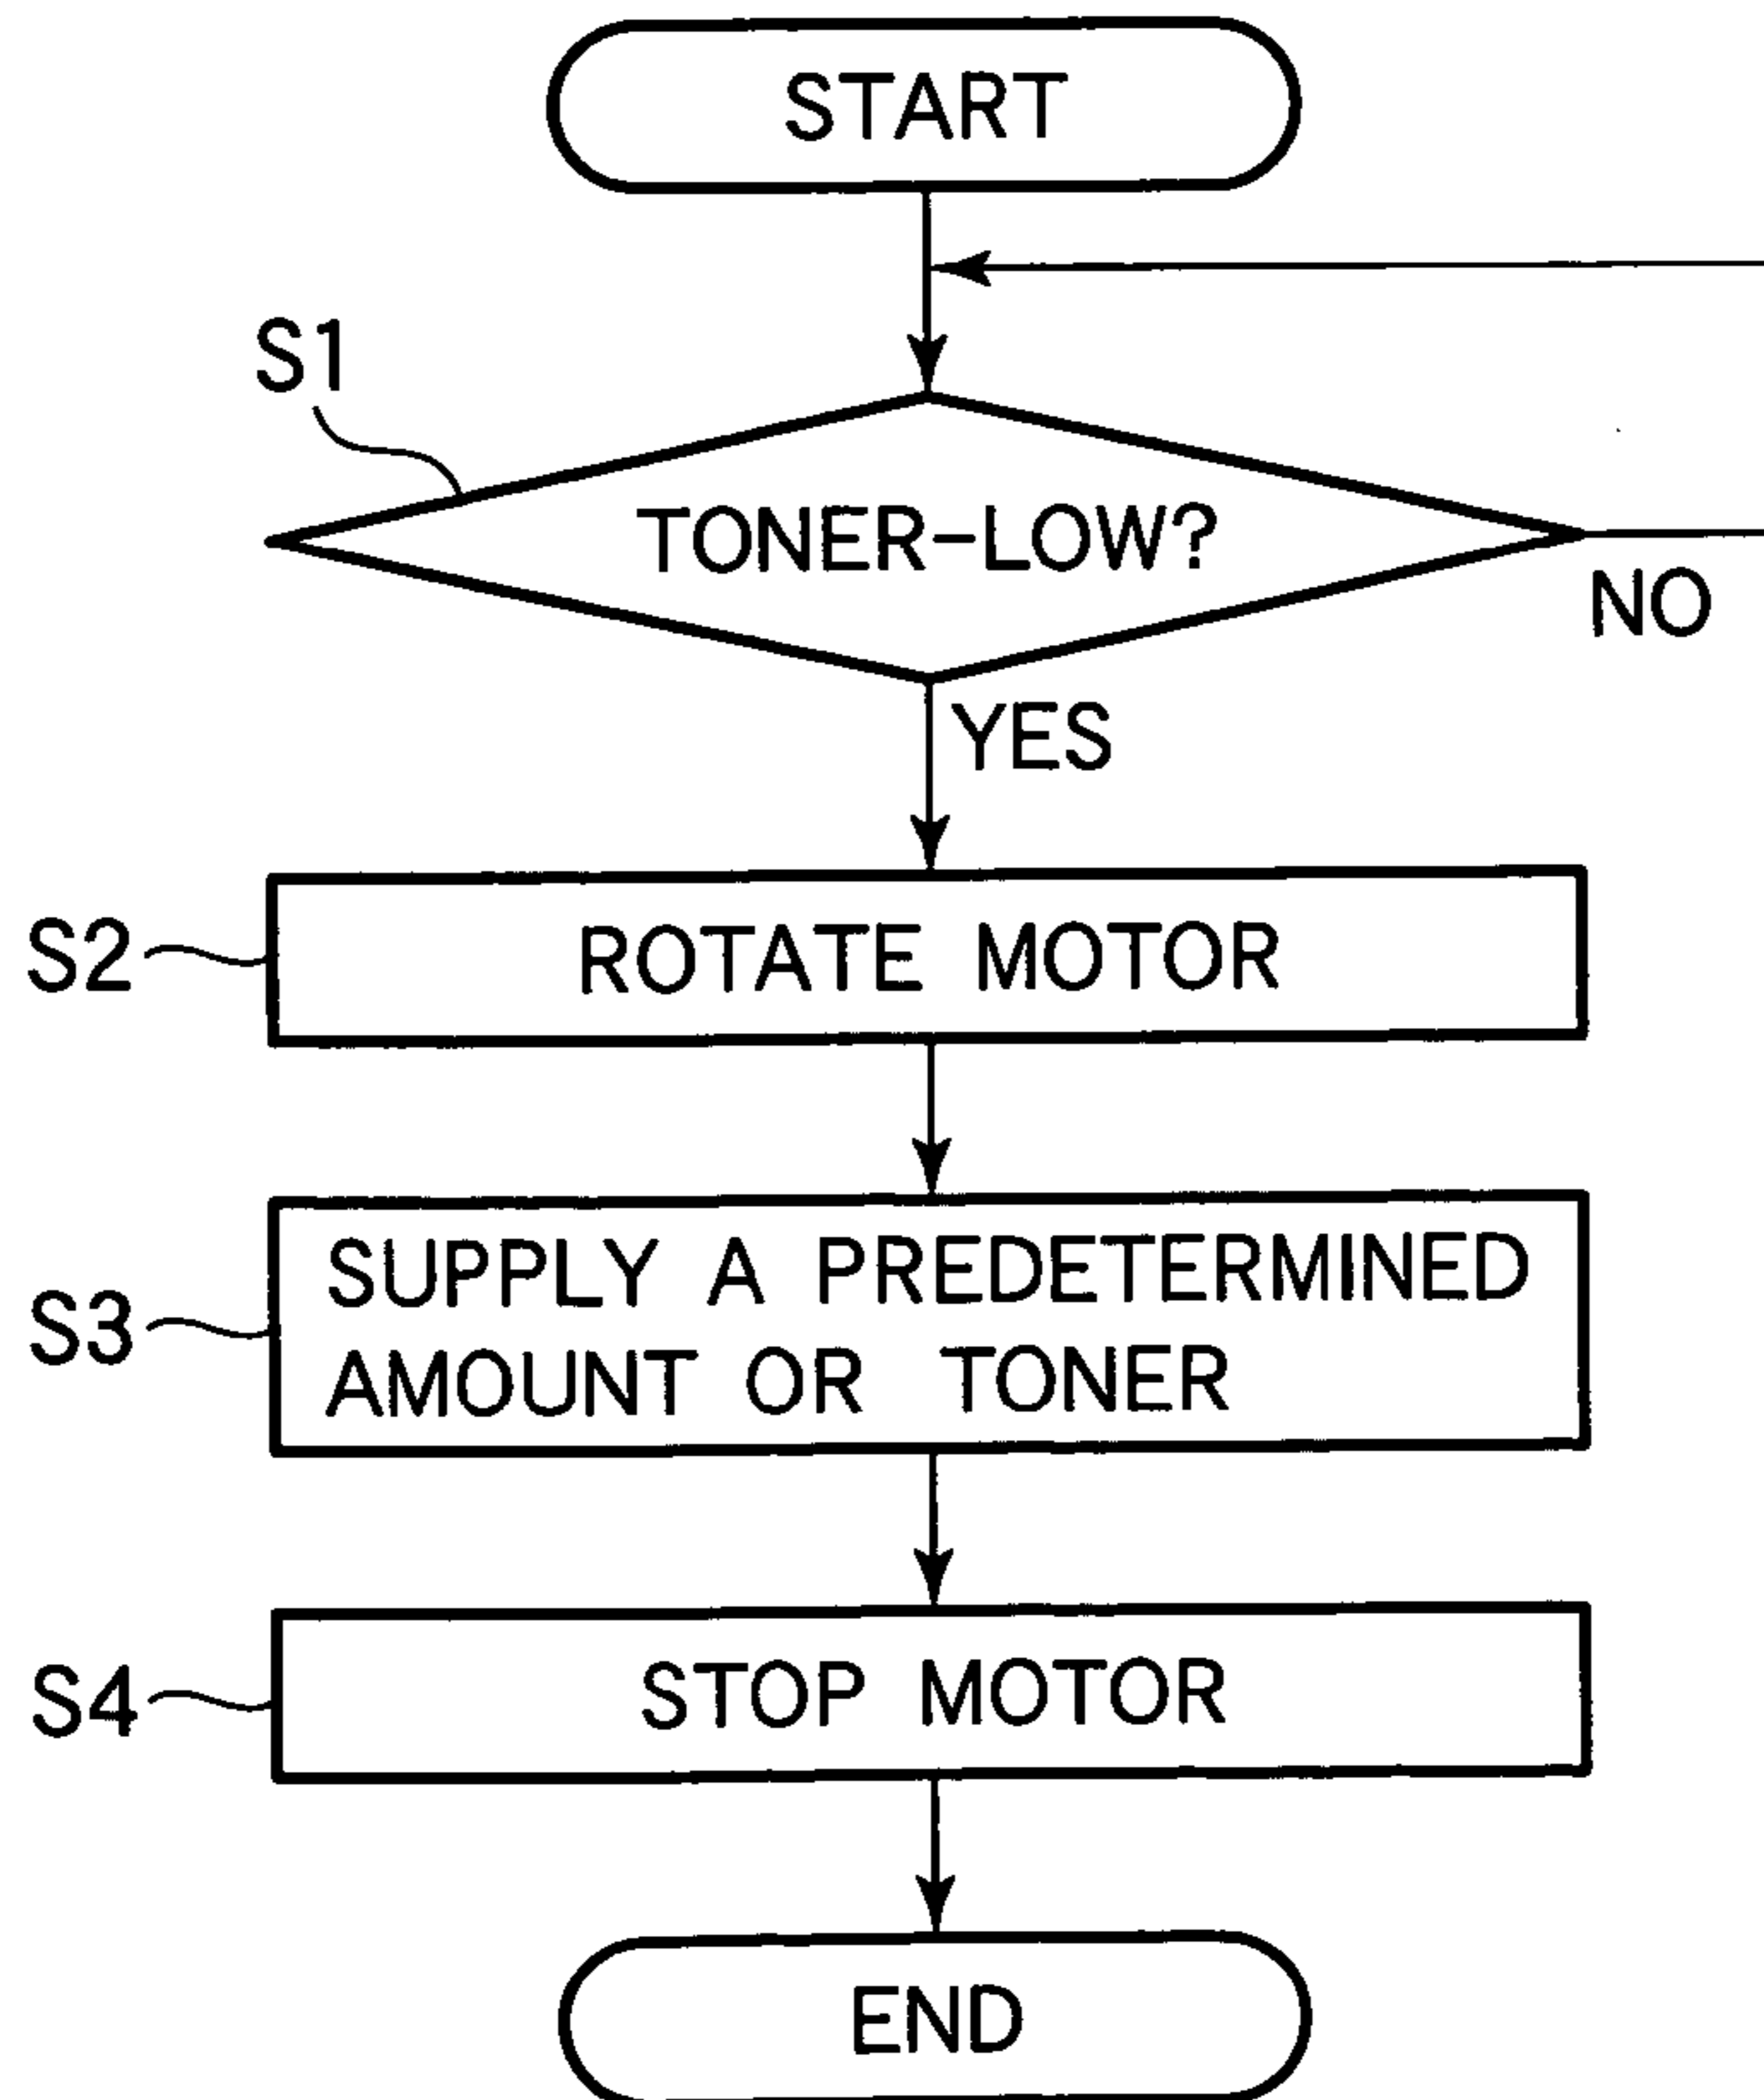 START
S1
TONER-LOW?
NO
YES
S2
ROTATE MOTOR
S3
SUPPLY A PREDETERMINED
AMOUNT OR TONER
S4
STOP MOTOR
END